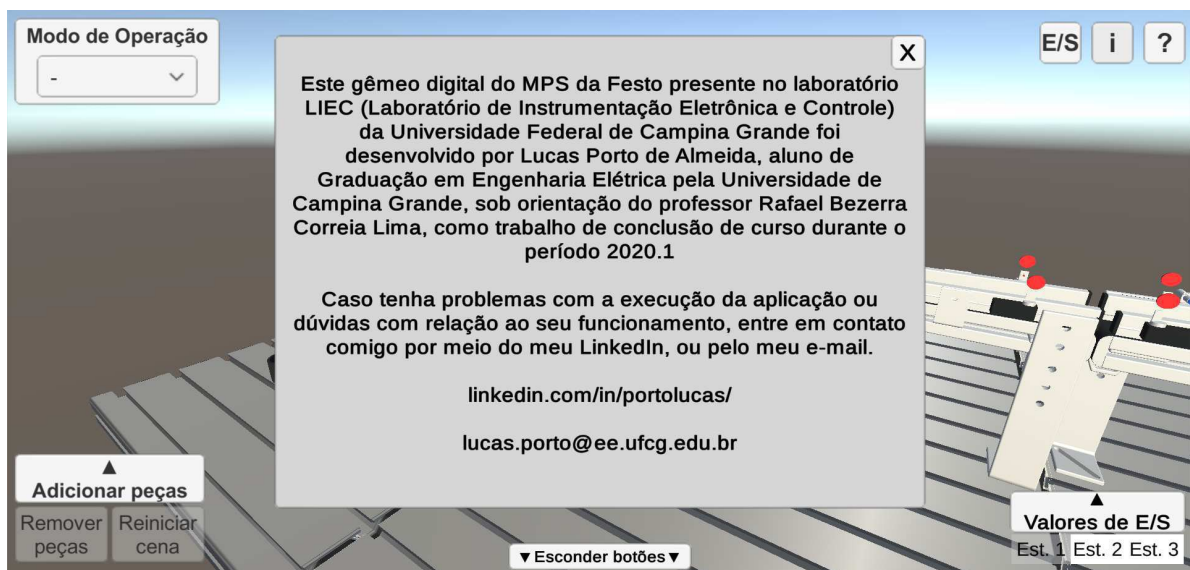 Modo de Operação
-
E/S
i
?
X
Este gêmeo digital do MPS da Festo presente no laboratório
LIEC (Laboratório de Instrumentação Eletrônica e Controle)
da Universidade Federal de Campina Grande foi
desenvolvido por Lucas Porto de Almeida, aluno de
Graduação em Engenharia Elétrica pela Universidade de
Campina Grande, sob orientação do professor Rafael Bezerra
Correia Lima, como trabalho de conclusão de curso durante o
período 2020.1
Caso tenha problemas com a execução da aplicação ou
dúvidas com relação ao seu funcionamento, entre em contato
comigo por meio do meu LinkedIn, ou pelo meu e-mail.
linkedin.com/in/portolucas/
lucas.porto@ee.ufcg.edu.br
▲
Adicionar peças
Remover peças
Reiniciar cena
▼Esconder botões▼
▲
Valores de E/S
Est. 1 Est. 2 Est. 3